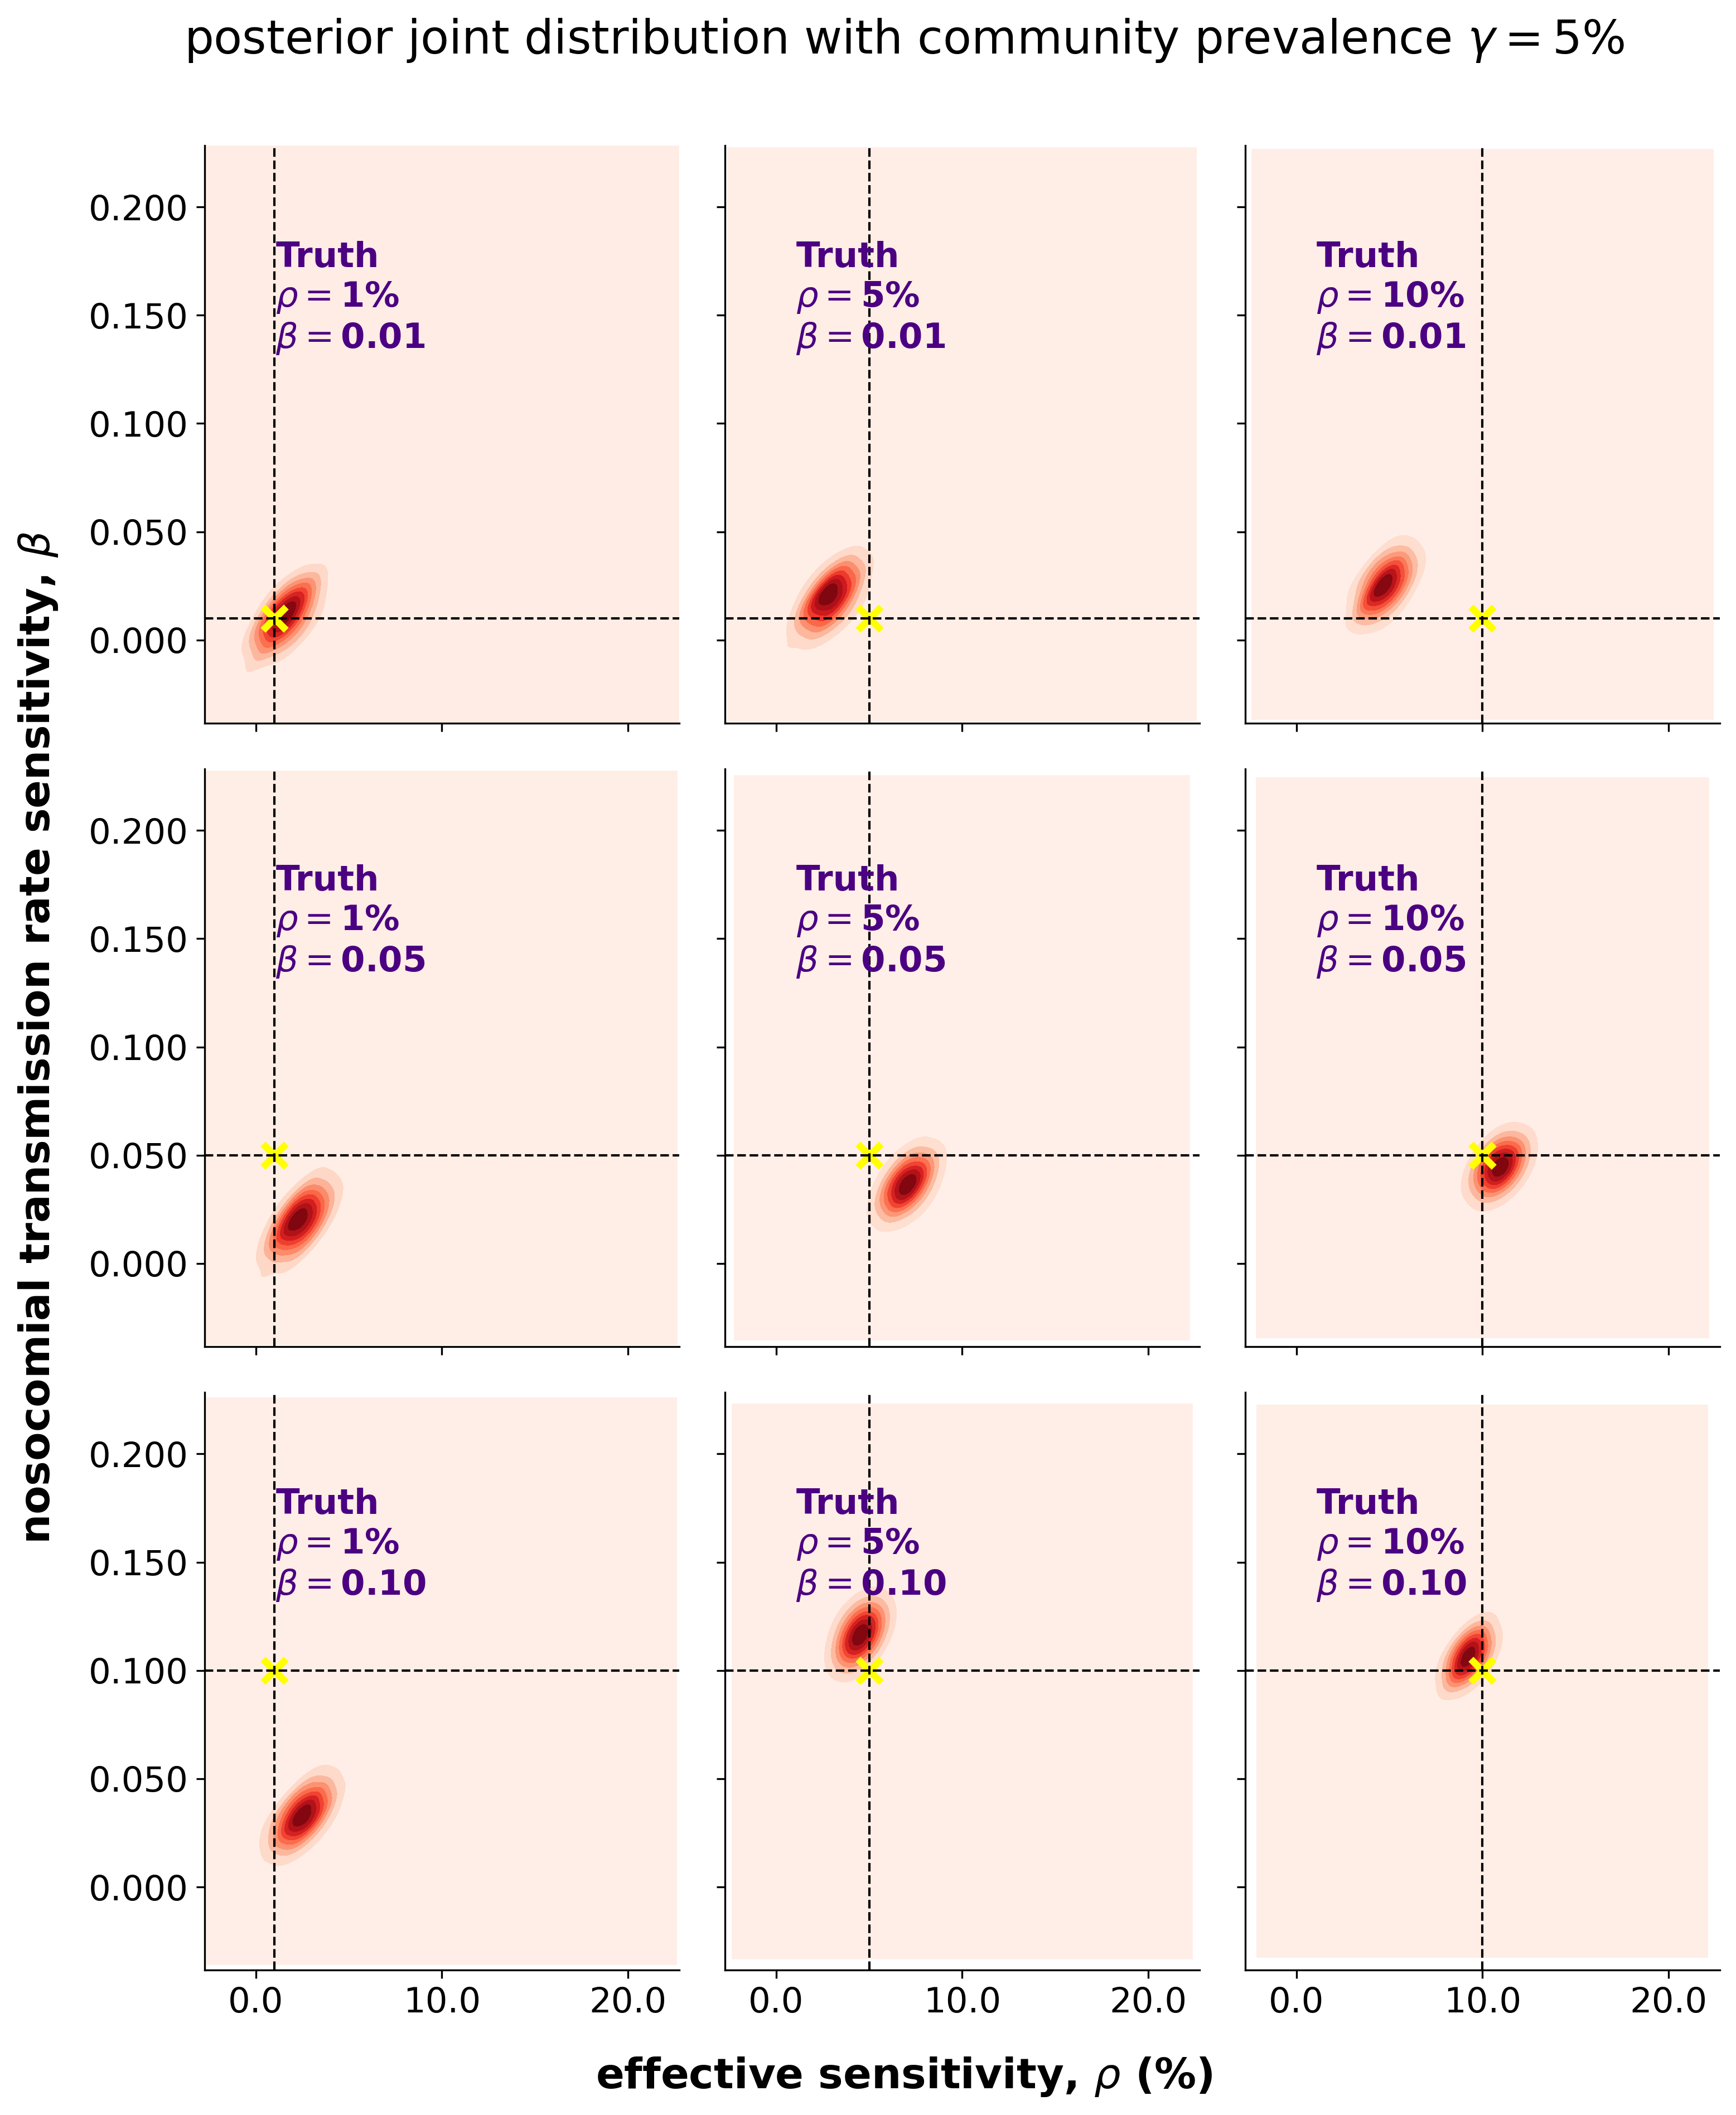 posterior joint distribution with community prevalence γ = 5%
nosocomial transmission rate sensitivity, β
0.200
0.150
0.100
0.050
0.000
Truth
ρ = 1%
β = 0.01
Truth
ρ = 5%
β = 0.01
Truth
ρ = 10%
β = 0.01
0.200
0.150
0.100
0.050
0.000
Truth
ρ = 1%
β = 0.05
Truth
ρ = 5%
β = 0.05
Truth
ρ = 10%
β = 0.05
0.200
0.150
0.100
0.050
0.000
Truth
ρ = 1%
β = 0.10
Truth
ρ = 5%
β = 0.10
Truth
ρ = 10%
β = 0.10
0.0 10.0 20.0
0.0 10.0 20.0
0.0 10.0 20.0
effective sensitivity, ρ (%)